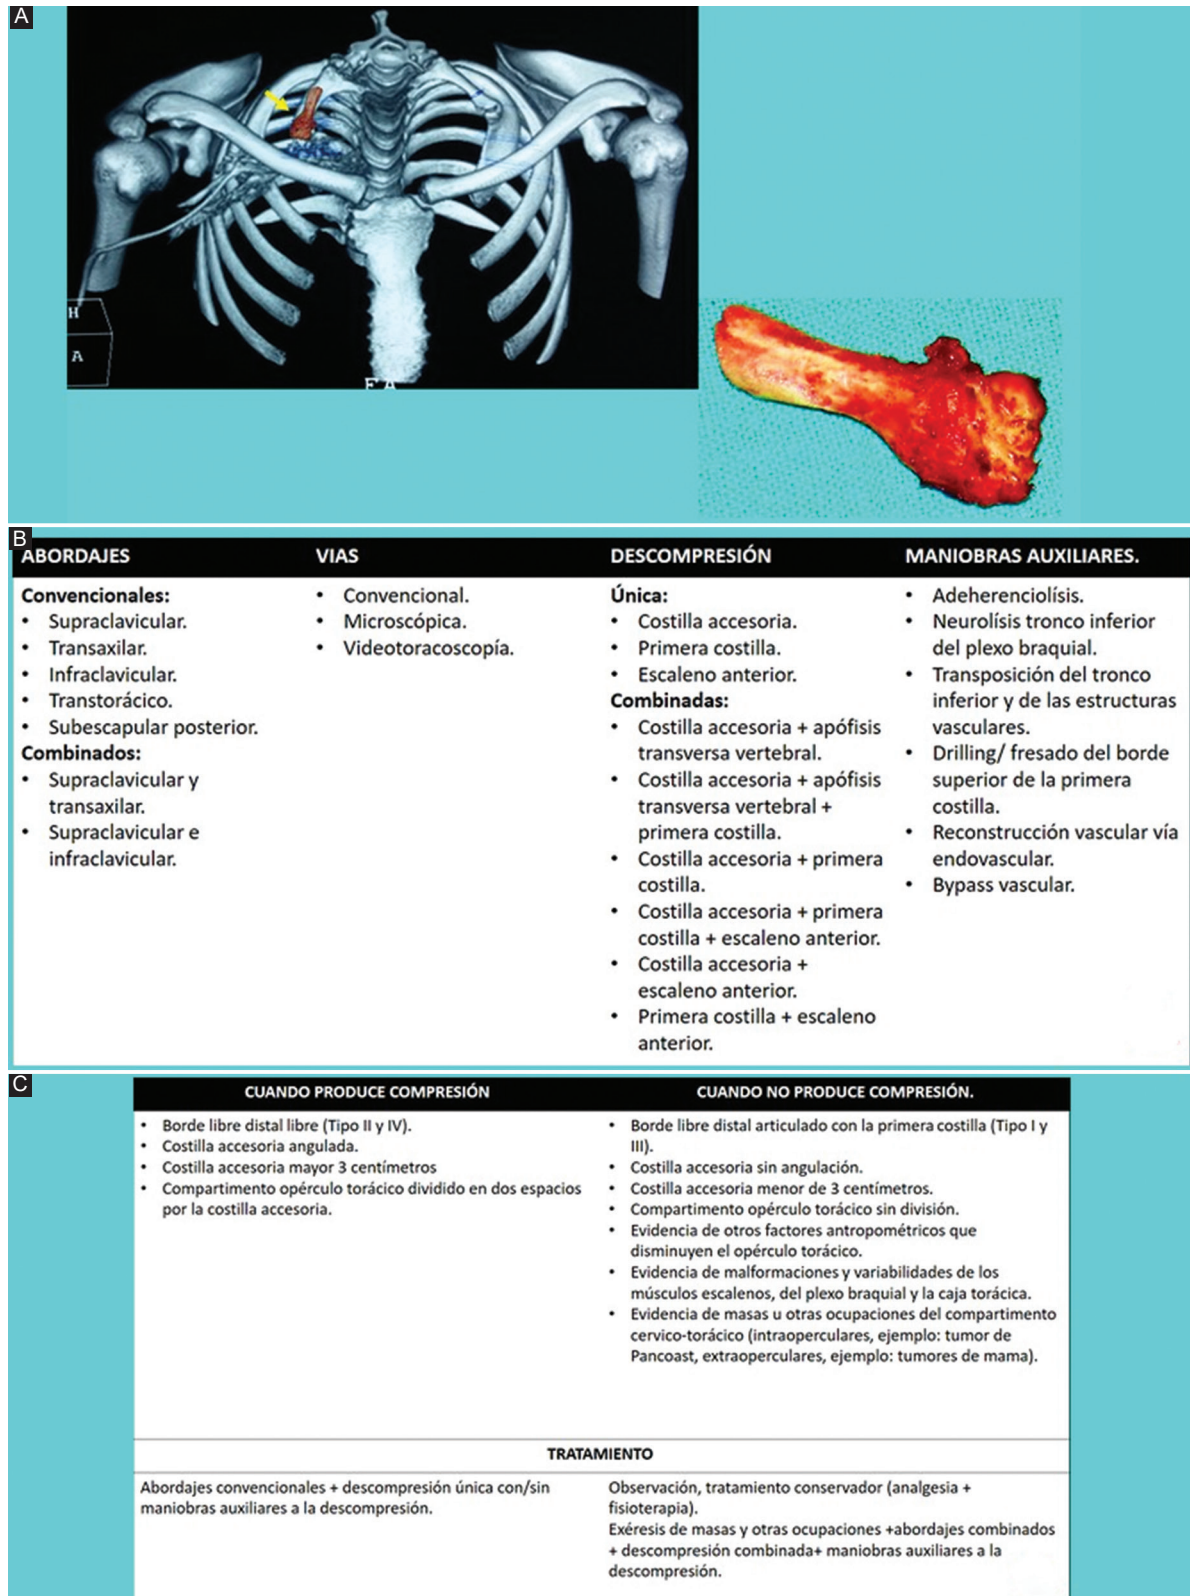 A
H
A
F A
B
ABORDAJES
Convencionales:
• Supraclavicular.
• Transaxilar.
• Infraclavicular.
• Transtorácico.
• Subescapular posterior.
Combinados:
• Supraclavicular y
transaxilar.
• Supraclavicular e
infraclavicular.
VIAS
• Convencional.
• Microscópica.
• Videotoracoscopía.
DESCOMPRESIÓN
Única:
• Costilla accesoria.
• Primera costilla.
• Escaleno anterior.
Combinadas:
• Costilla accesoria + apófisis
transversa vertebral.
• Costilla accesoria + apófisis
transversa vertebral +
primera costilla.
• Costilla accesoria + primera
costilla.
• Costilla accesoria + primera
costilla + escaleno anterior.
• Costilla accesoria +
escaleno anterior.
• Primera costilla + escaleno
anterior.
MANIOBRAS AUXILIARES.
• Adeherenciolísis.
• Neurolísis tronco inferior
del plexo braquial.
• Transposición del tronco
inferior y de las estructuras
vasculares.
• Drilling/ fresado del borde
superior de la primera
costilla.
• Reconstrucción vascular vía
endovascular.
• Bypass vascular.
C
CUANDO PRODUCE COMPRESIÓN
• Borde libre distal libre (Tipo II y IV).
• Costilla accesoria angulada.
• Costilla accesoria mayor 3 centímetros
• Compartimento opérculo torácico dividido en dos espacios
por la costilla accesoria.
CUANDO NO PRODUCE COMPRESIÓN.
• Borde libre distal articulado con la primera costilla (Tipo I y
III).
• Costilla accesoria sin angulación.
• Costilla accesoria menor de 3 centímetros.
• Compartimento opérculo torácico sin división.
• Evidencia de otros factores antropométricos que
disminuyen el opérculo torácico.
• Evidencia de malformaciones y variabilidades de los
músculos escalenos, del plexo braquial y la caja torácica.
• Evidencia de masas u otras ocupaciones del compartimento
cervico-torácico (intraoperculares, ejemplo: tumor de
Pancoast, extraoperculares, ejemplo: tumores de mama).
TRATAMIENTO
Abordajes convencionales + descompresión única con/sin
maniobras auxiliares a la descompresión.
Observación, tratamiento conservador (analgesia +
fisioterapia).
Exéresis de masas y otras ocupaciones +abordajes combinados
+ descompresión combinada+ maniobras auxiliares a la
descompresión.